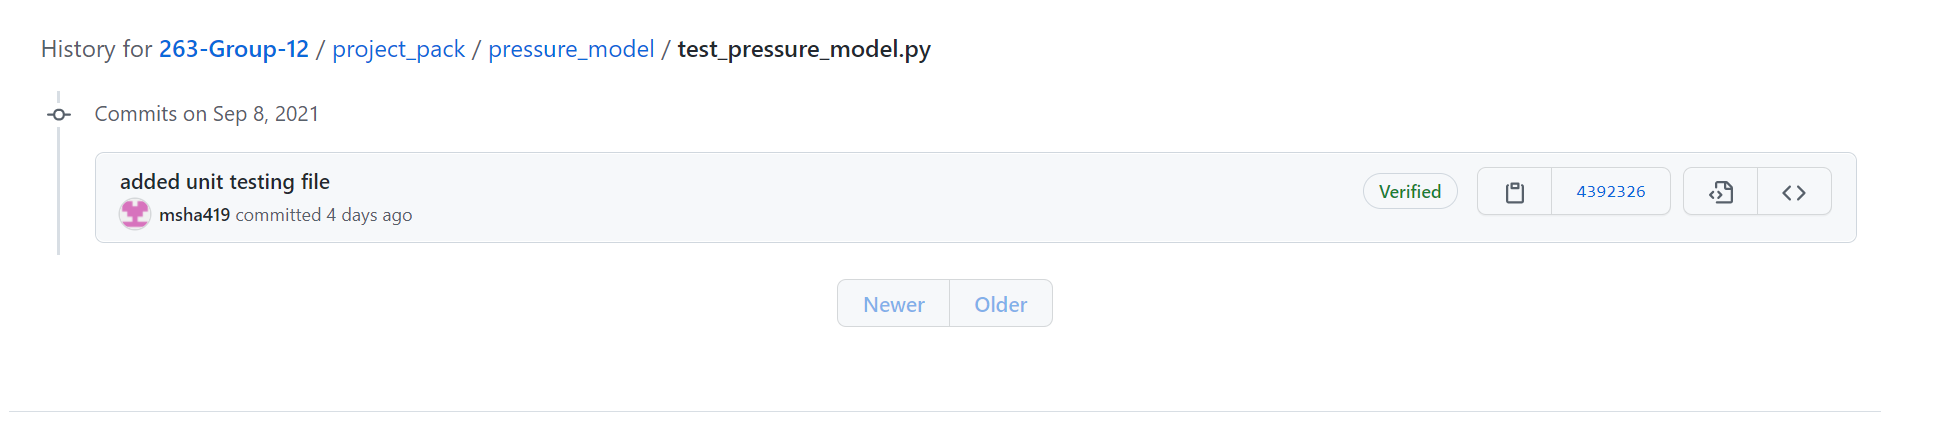 History for 263-Group-12 / project_pack / pressure_model / test_pressure_model.py
Commits on Sep 8, 2021
added unit testing file
msha419 committed 4 days ago
Verified
4392326
Newer
Older